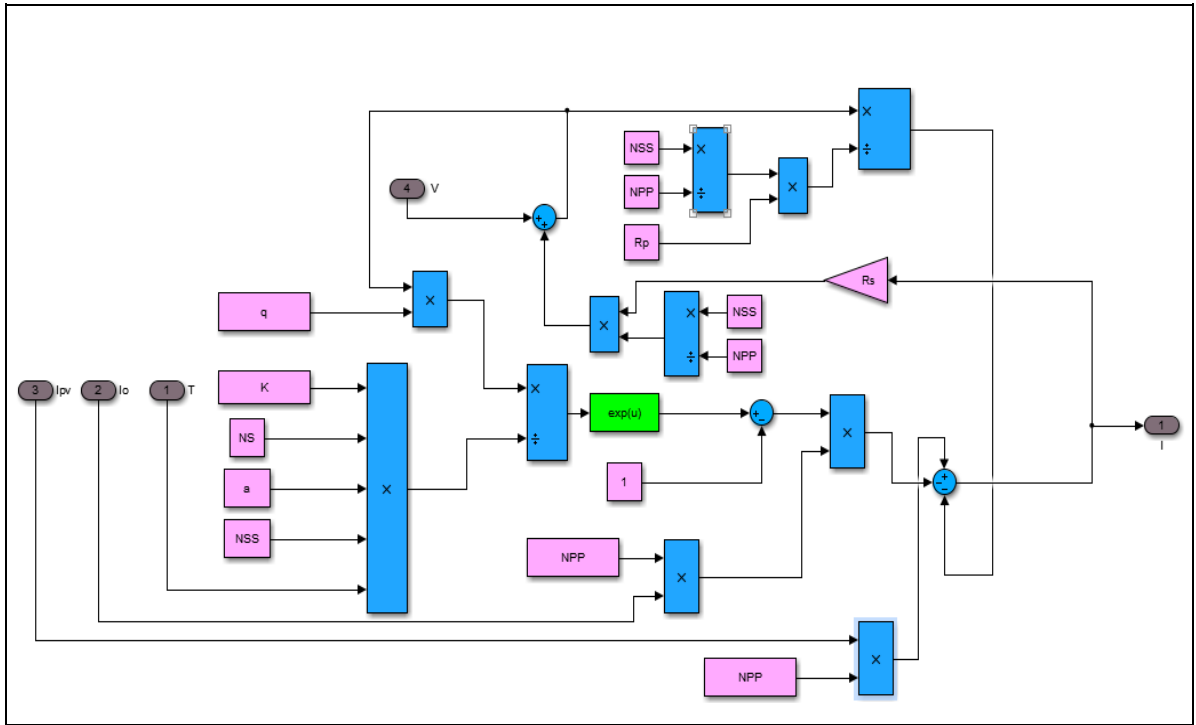 ×
÷
NSS
×
NPP
÷
×
Rp
4
V
+
+
Rs
×
q
×
NSS
×
÷
NPP
3
Ipv
2
Io
1
T
K
NS
a
NSS
×
×
÷
exp(u)
+
−
1
×
1
I
+
−
−
NPP
×
×
NPP